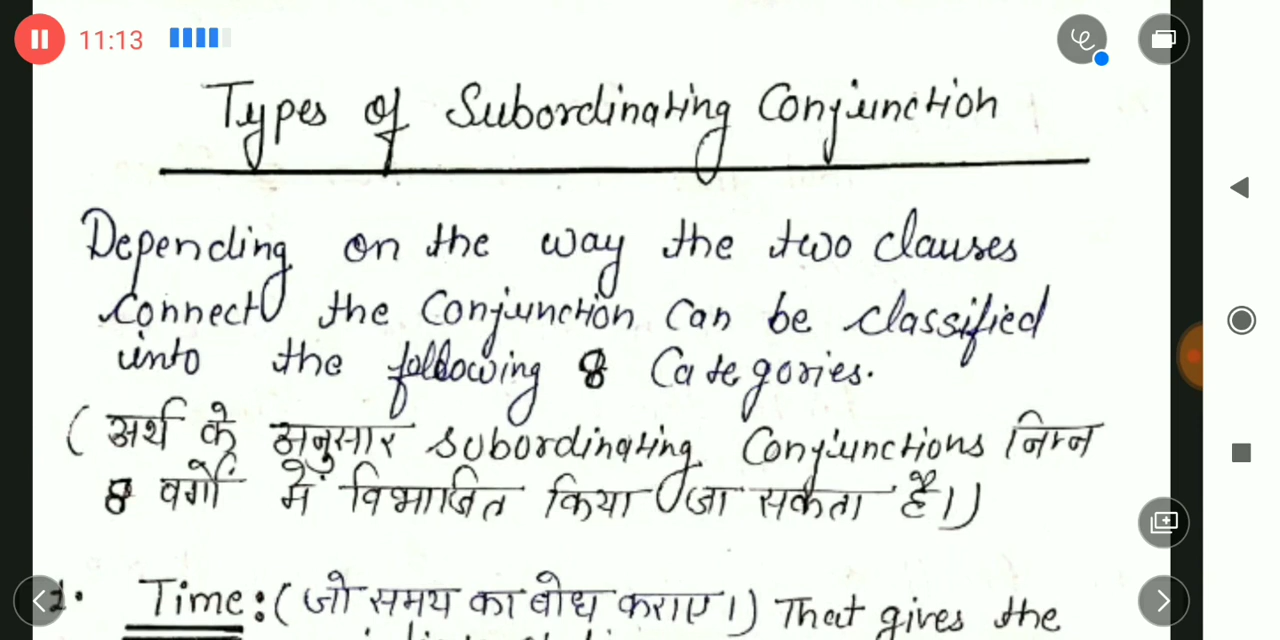 11:13
Types of Subordinating Conjunction
Depending on the way the two clauses
connect the Conjunction Can be classified
into the following 8 Categories.
(अर्थ के अनुसार subordinating Conjunctions निम्न
8 वर्गों में विभाजित किया जा सकता है।)
1. Time:(जो समय का बोध कराए।) That gives the